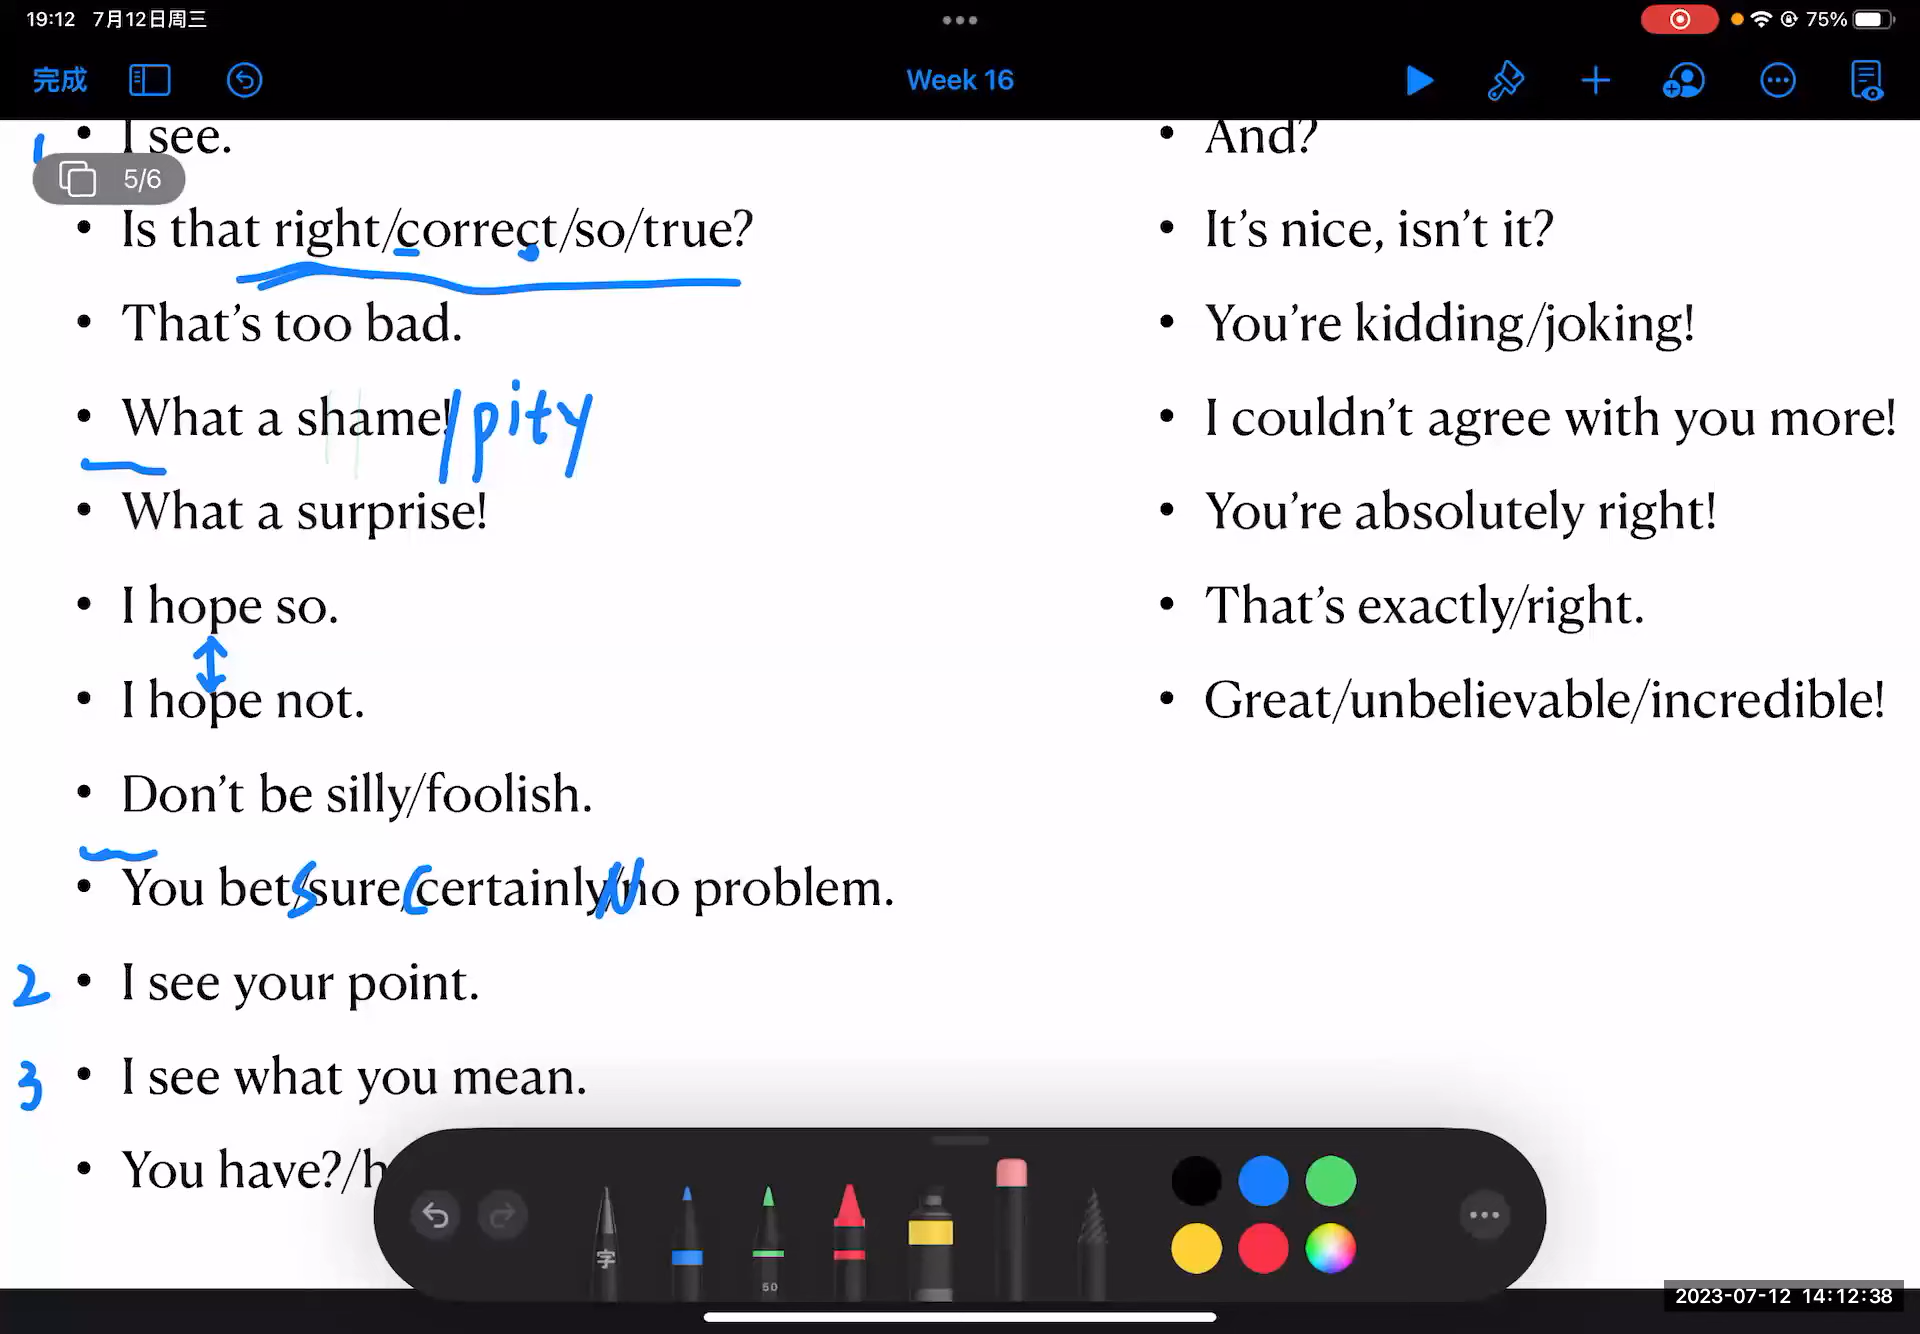 19:12 7月12日周三
75%
完成
Week 16
1 • I see.
5/6
• Is that right/correct/so/true?
• That's too bad.
• What a shame!/pity
• What a surprise!
• I hope so.
• I hope not.
• Don't be silly/foolish.
• You bet/Sure/Certainly/No problem.
2 • I see your point.
3 • I see what you mean.
• You have?/h
• And?
• It's nice, isn't it?
• You're kidding/joking!
• I couldn't agree with you more!
• You're absolutely right!
• That's exactly/right.
• Great/unbelievable/incredible!
字
50
2023-07-12 14:12:38